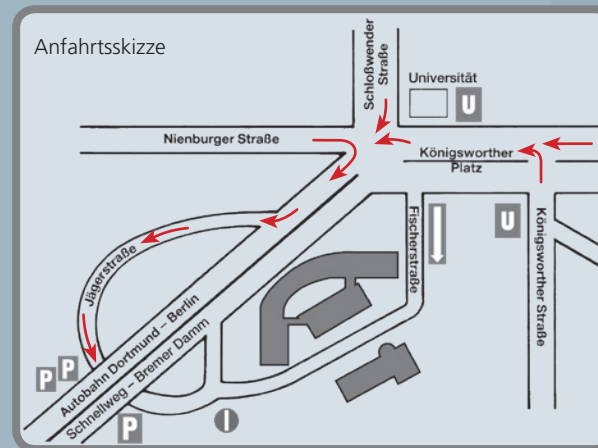 Anfahrtsskizze
Schloßwender
Straße
Universität
U
Nienburger Straße
Königsworther
Platz
Fischerstraße
U
Königsworther Straße
Jägerstraße
Autobahn Dortmund – Berlin
Schnellweg – Bremer Damm
P
P
P
I